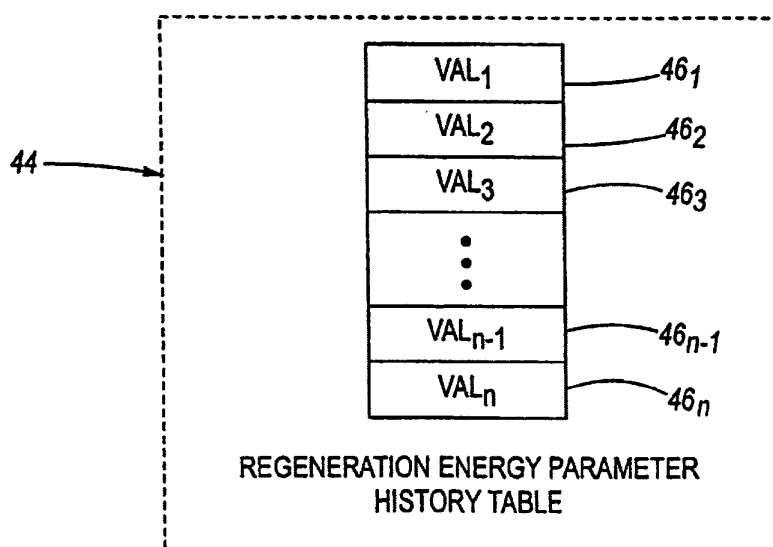 VAL₁ 46₁
VAL₂ 46₂
44
VAL₃ 46₃
VALₙ₋₁ 46ₙ₋₁
VALₙ 46ₙ
REGENERATION ENERGY PARAMETER
HISTORY TABLE